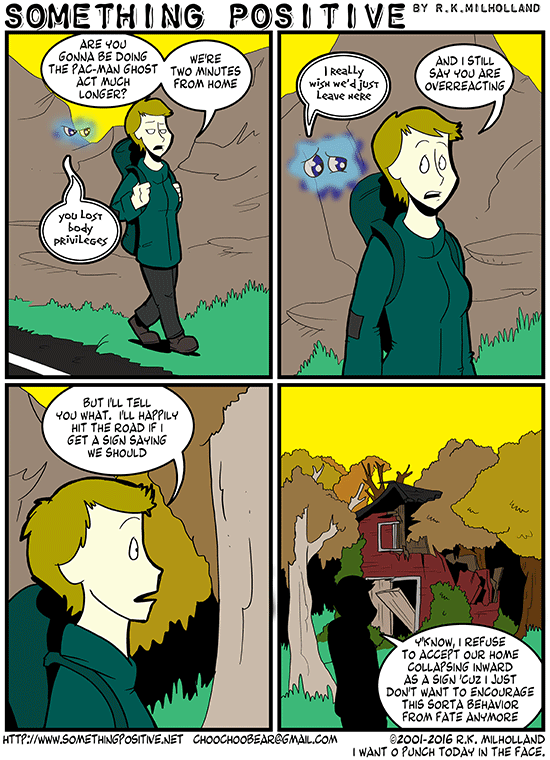 SOMETHING POSITIVE BY R.K.MILHOLLAND
ARE YOU
GONNA BE DOING
THE PAC-MAN GHOST
ACT MUCH
LONGER?
WE'RE
TWO MINUTES
FROM HOME
you Lost
body
privileges
I Really
wish we'd just
Leave Here
AND I STILL
SAY YOU ARE
OVERREACTING
BUT I'LL TELL
YOU WHAT. I'LL HAPPILY
HIT THE ROAD IF I
GET A SIGN SAYING
WE SHOULD
Y'KNOW, I REFUSE
TO ACCEPT OUR HOME
COLLAPSING INWARD
AS A SIGN 'CUZ I JUST
DON'T WANT TO ENCOURAGE
THIS SORTA BEHAVIOR
FROM FATE ANYMORE
HTTP://WWW.SOMETHINGPOSITIVE.NET CHOOCHOOBEAR@GMAIL.COM ©2001-2016 R.K. MILHOLLAND
I WANT O PUNCH TODAY IN THE FACE.